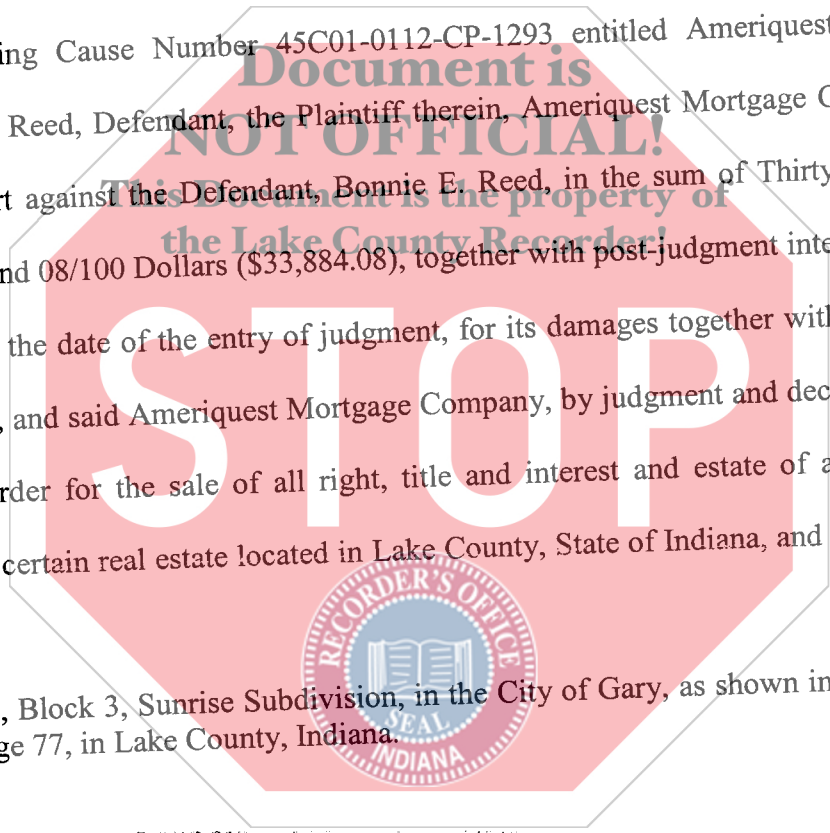 ing Cause Number 45C01-0112-CP-1293 entitled Ameriquest
Document is
Reed, Defendant, the Plaintiff therein, Ameriquest Mortgage C
NOT OFFICIAL!
rt against the Defendant, Bonnie E. Reed, in the sum of Thirty
This Document is the property of
the Lake County Recorder!
nd 08/100 Dollars ($33,884.08), together with post-judgment inte
the date of the entry of judgment, for its damages together with
STOP
, and said Ameriquest Mortgage Company, by judgment and dec
rder for the sale of all right, title and interest and estate of a
certain real estate located in Lake County, State of Indiana, and
RECORDER'S OFFICE
, Block 3, Sunrise Subdivision, in the City of Gary, as shown in
SEAL
ge 77, in Lake County, Indiana.
INDIANA